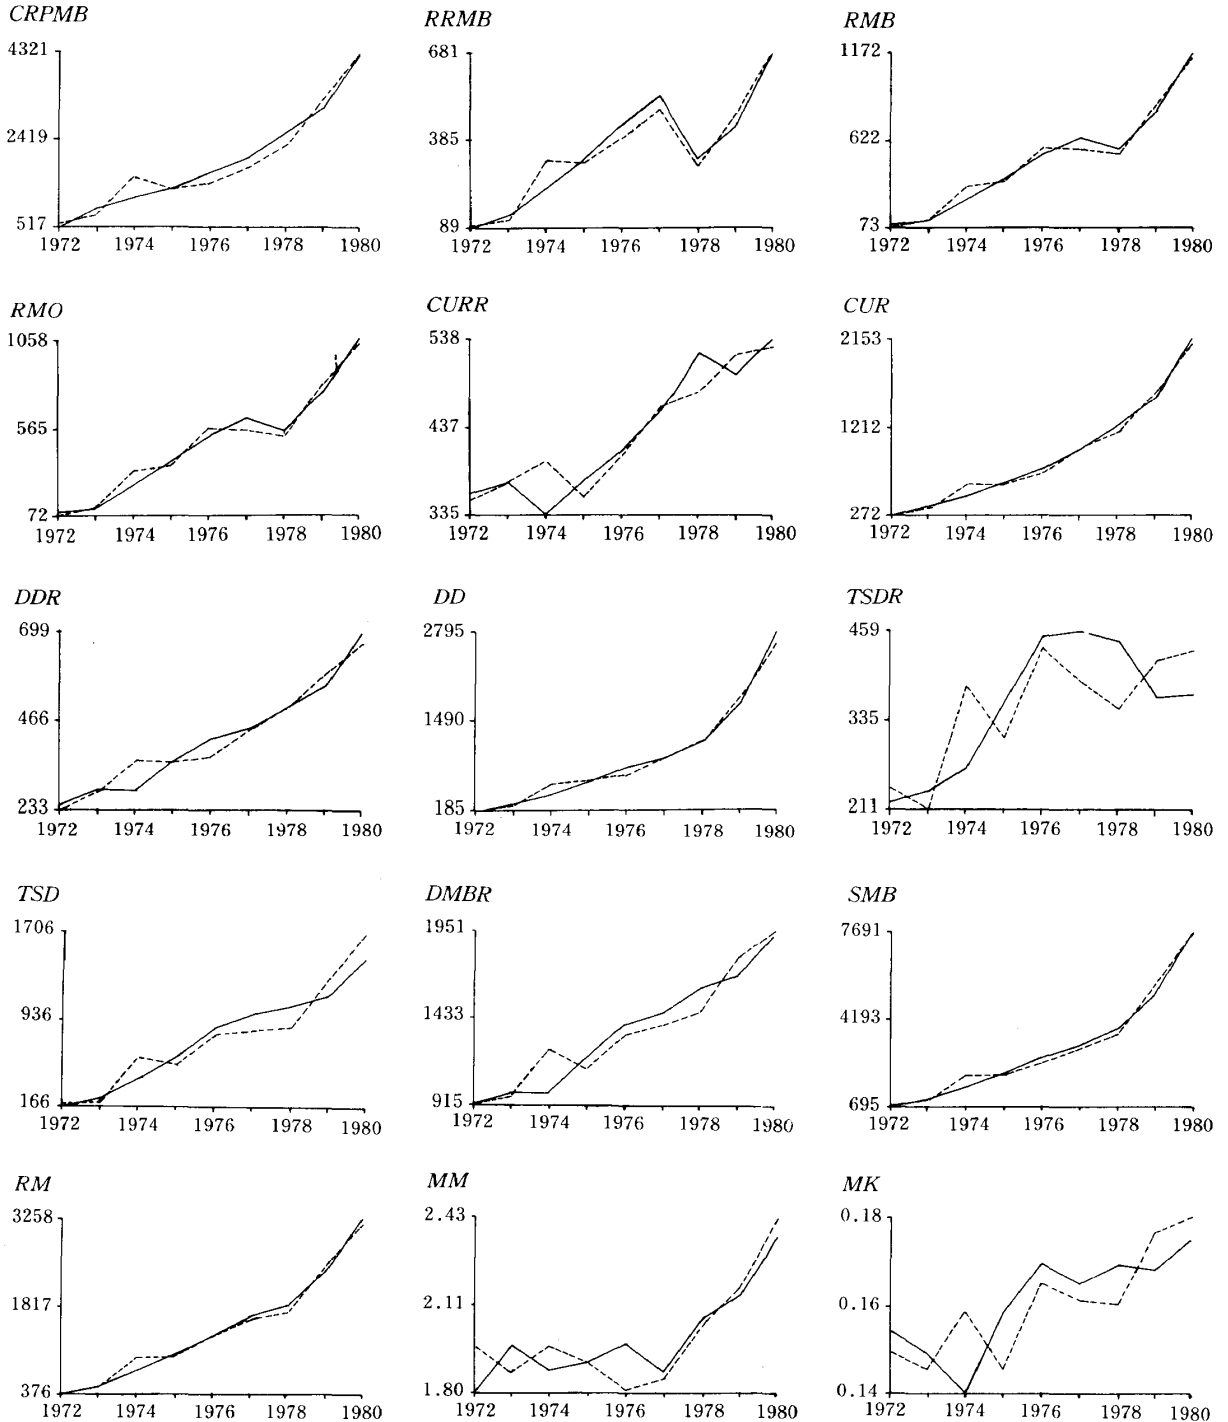 CRPMB RRMB RMB
4321 681 1172
2419 385 622
517 89 73
1972 1974 1976 1978 1980 1972 1974 1976 1978 1980 1972 1974 1976 1978 1980
RMO CURR CUR
1058 538 2153
565 437 1212
72 335 272
1972 1974 1976 1978 1980 1972 1974 1976 1978 1980 1972 1974 1976 1978 1980
DDR DD TSDR
699 2795 459
466 1490 335
233 185 211
1972 1974 1976 1978 1980 1972 1974 1976 1978 1980 1972 1974 1976 1978 1980
TSD DMBR SMB
1706 1951 7691
936 1433 4193
166 915 695
1972 1974 1976 1978 1980 1972 1974 1976 1978 1980 1972 1974 1976 1978 1980
RM MM MK
3258 2.43 0.18
1817 2.11 0.16
376 1.80 0.14
1972 1974 1976 1978 1980 1972 1974 1976 1978 1980 1972 1974 1976 1978 1980